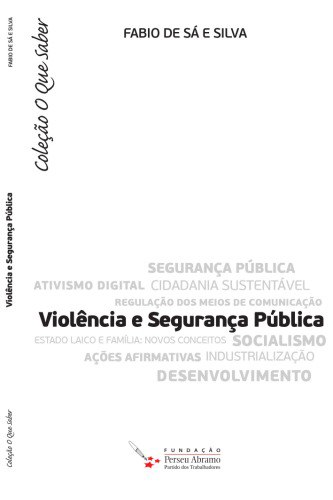 FABIO DE SÁ E SILVA
Violência e Segurança Pública
Coleção O Que Saber
Coleção O Que Saber
FABIO DE SÁ E SILVA
SEGURANÇA PÚBLICA
ATIVISMO DIGITAL CIDADANIA SUSTENTÁVEL
REGULAÇÃO DOS MEIOS DE COMUNICAÇÃO
Violência e Segurança Pública
ESTADO LAICO E FAMÍLIA: NOVOS CONCEITOS SOCIALISMO
AÇÕES AFIRMATIVAS INDUSTRIALIZAÇÃO
DESENVOLVIMENTO
FUNDAÇÃO
Perseu Abramo
Partido dos Trabalhadores